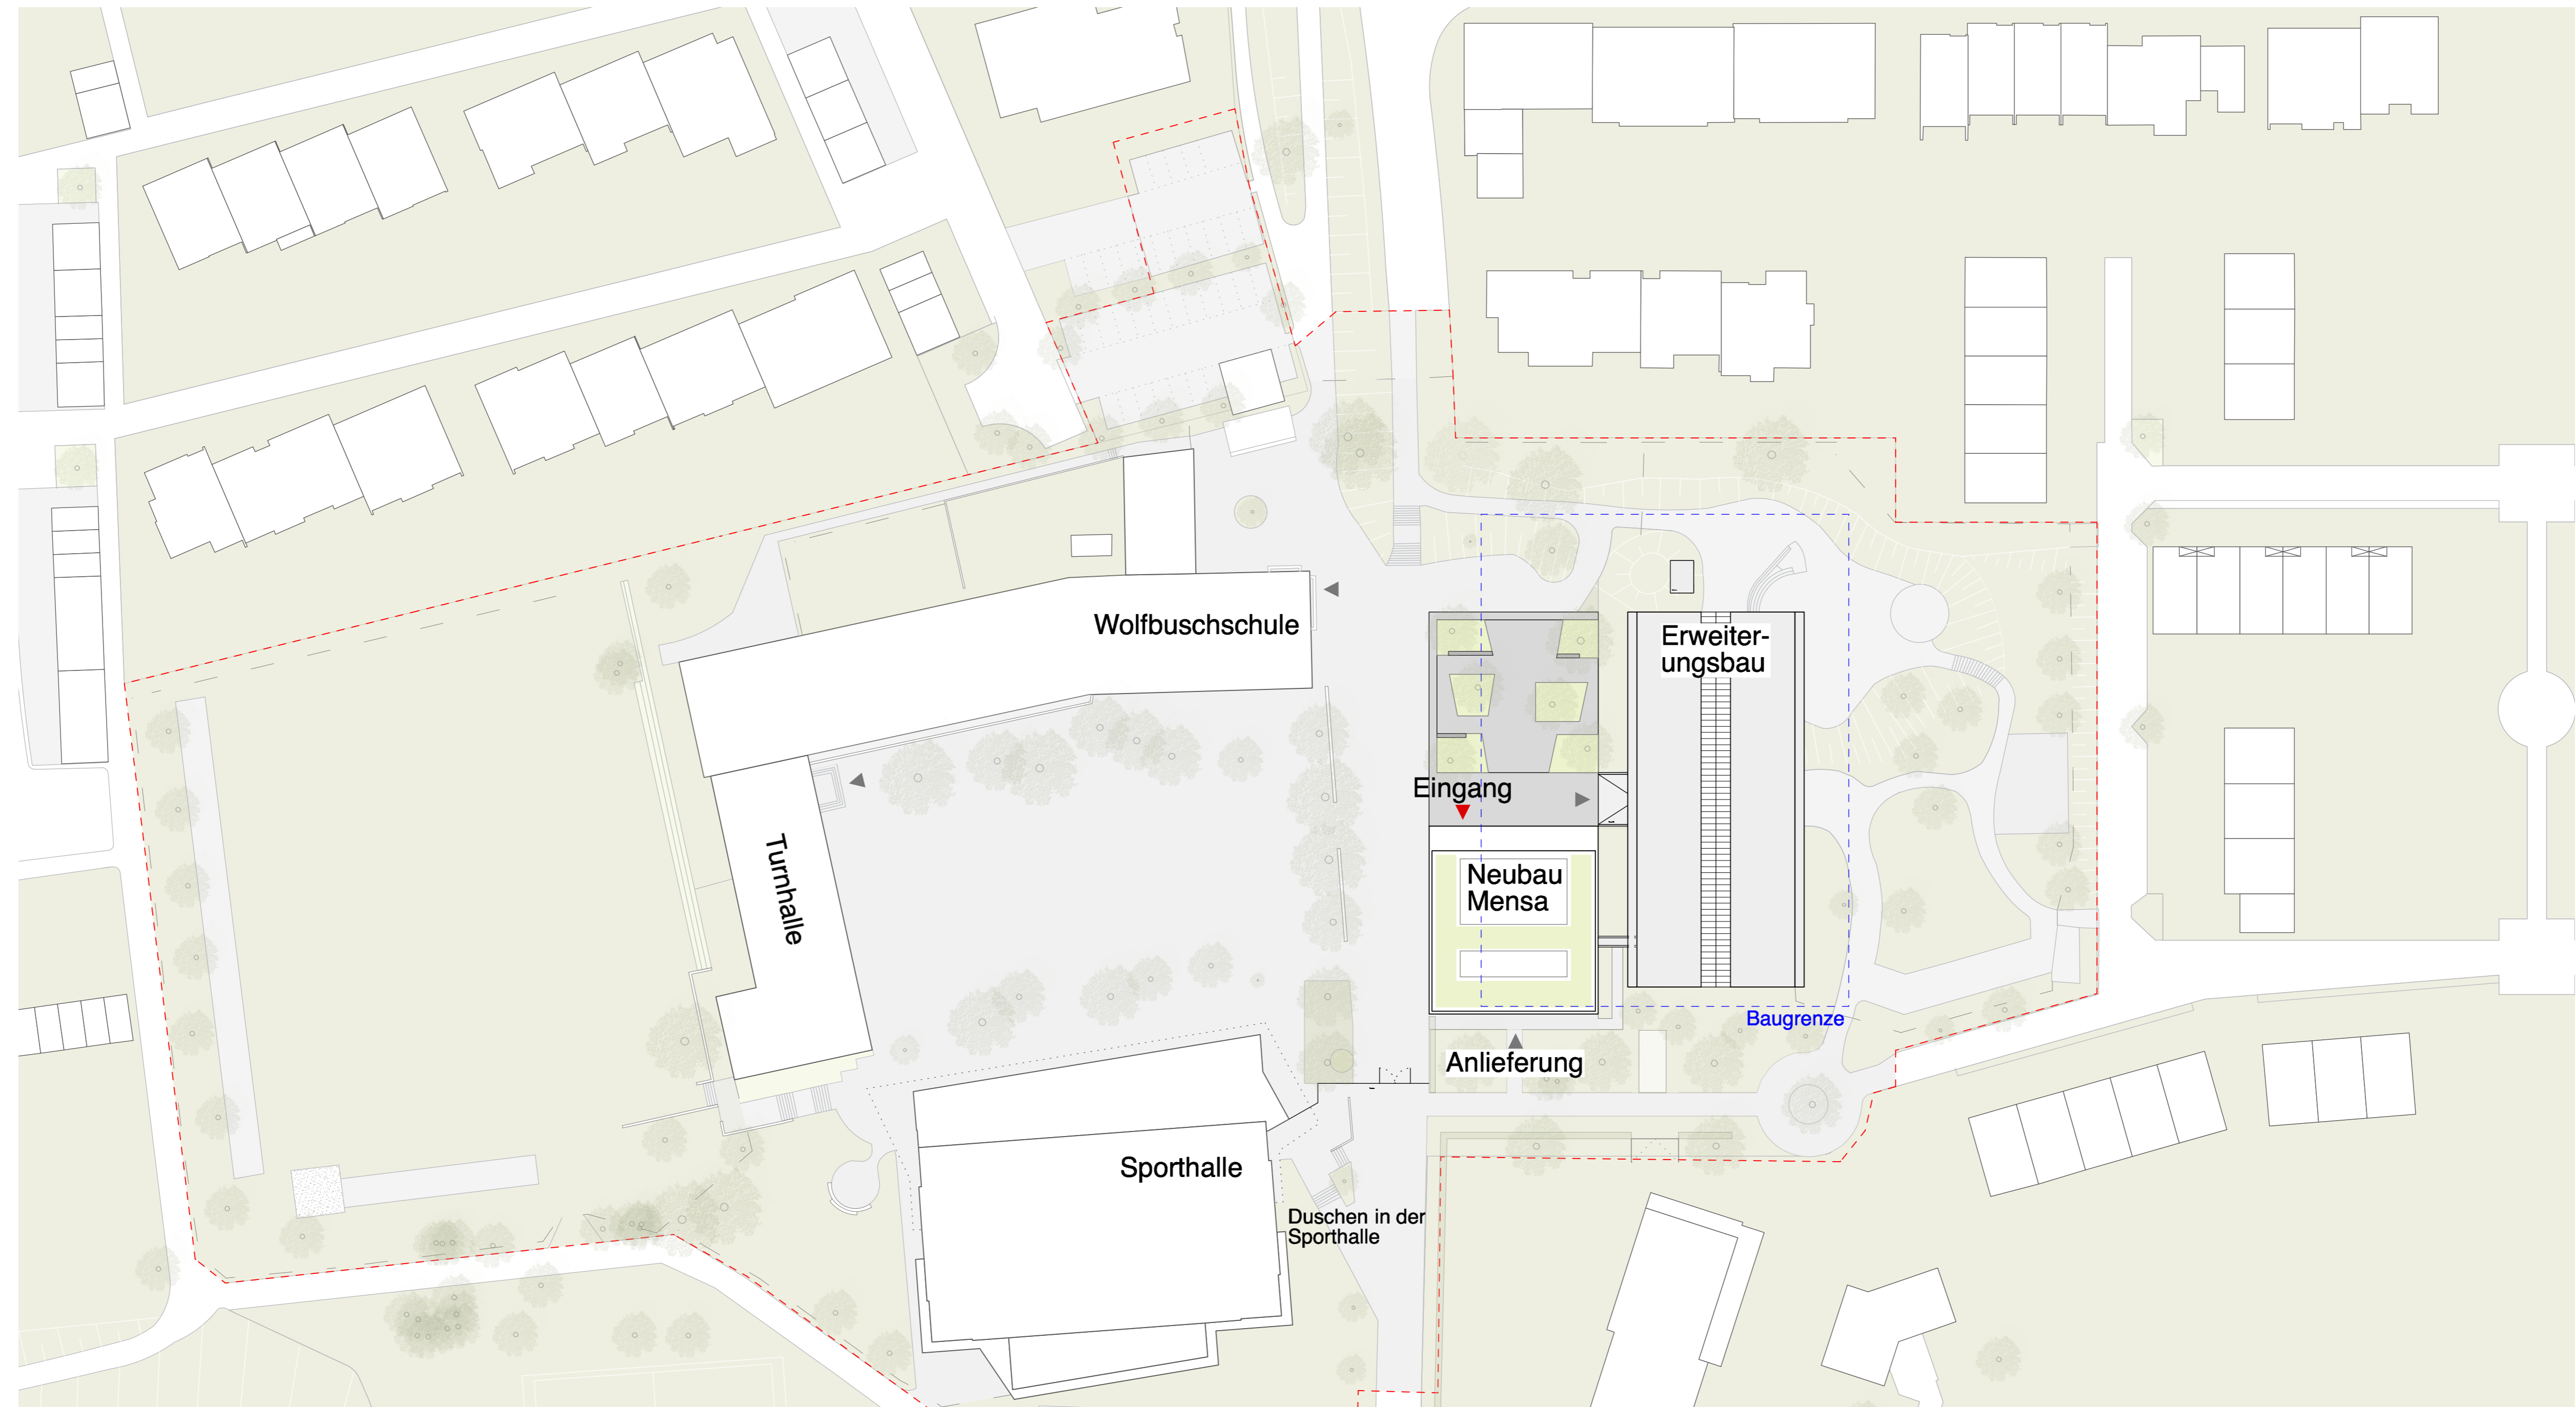 Wolfbuschschule
Erweiter-
ungsbau
Eingang
Turnhalle
Neubau
Mensa
Baugrenze
Anlieferung
Sporthalle
Duschen in der
Sporthalle